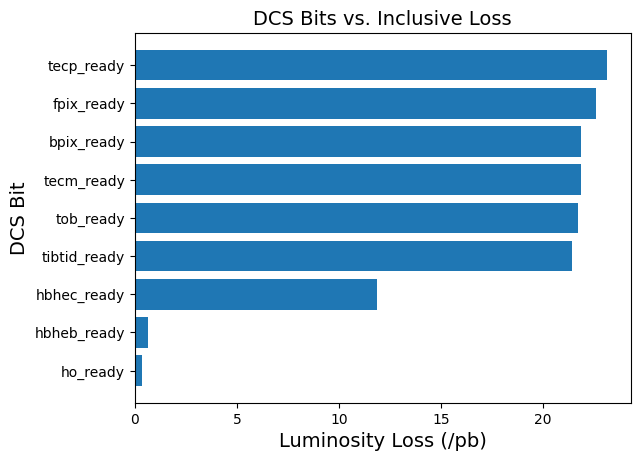 DCS Bits vs. Inclusive Loss
DCS Bit
tecp_ready
fpix_ready
bpix_ready
tecm_ready
tob_ready
tibtid_ready
hbhec_ready
hbheb_ready
ho_ready
0 5 10 15 20
Luminosity Loss (/pb)